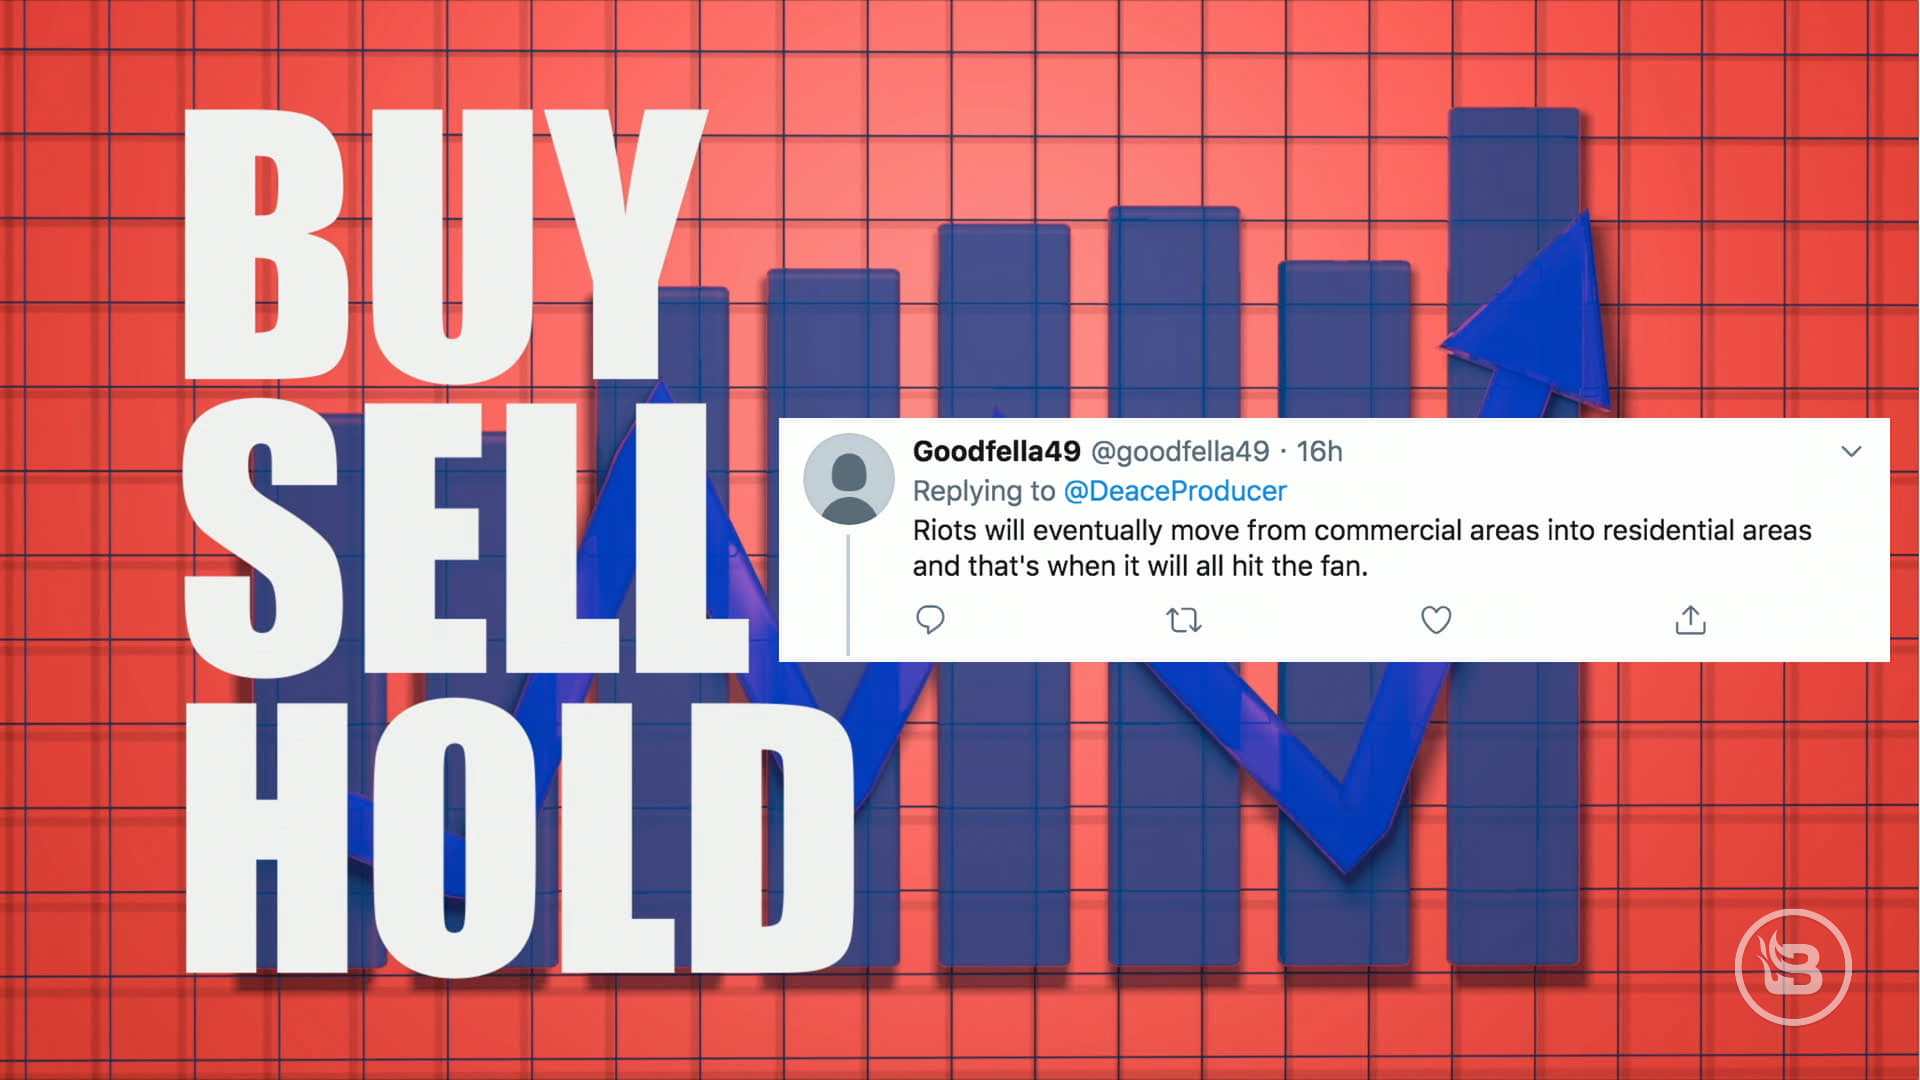 BUY
SELL
HOLD
Goodfella49 @goodfella49 · 16h
Replying to @DeaceProducer
Riots will eventually move from commercial areas into residential areas
and that's when it will all hit the fan.
B